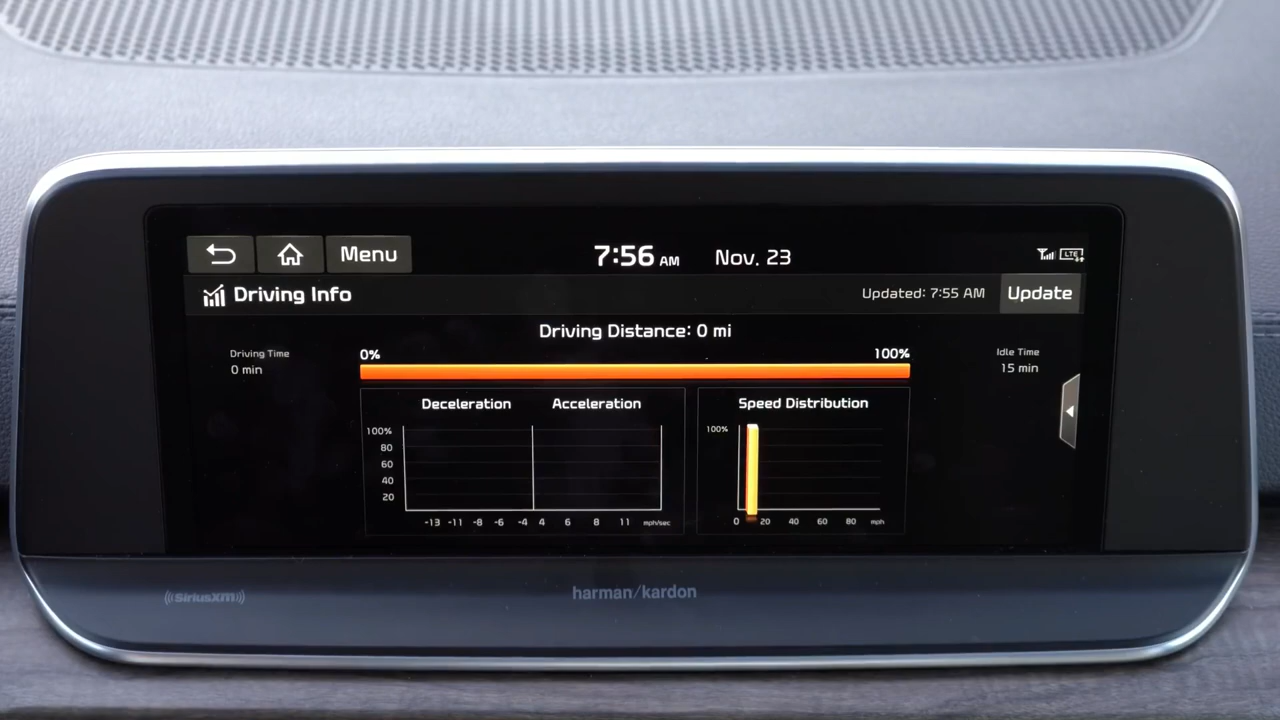 Menu
7:56 AM Nov. 23
LTE
Driving Info
Updated: 7:55 AM
Update
Driving Distance: 0 mi
Driving Time
0 min
0%
100%
Idle Time
15 min
Deceleration
Acceleration
100%
80
60
40
20
-13 -11 -8 -6 -4 4 6 8 11 mph/sec
Speed Distribution
100%
0 20 40 60 80 mph
((SiriusXM))
harman/kardon